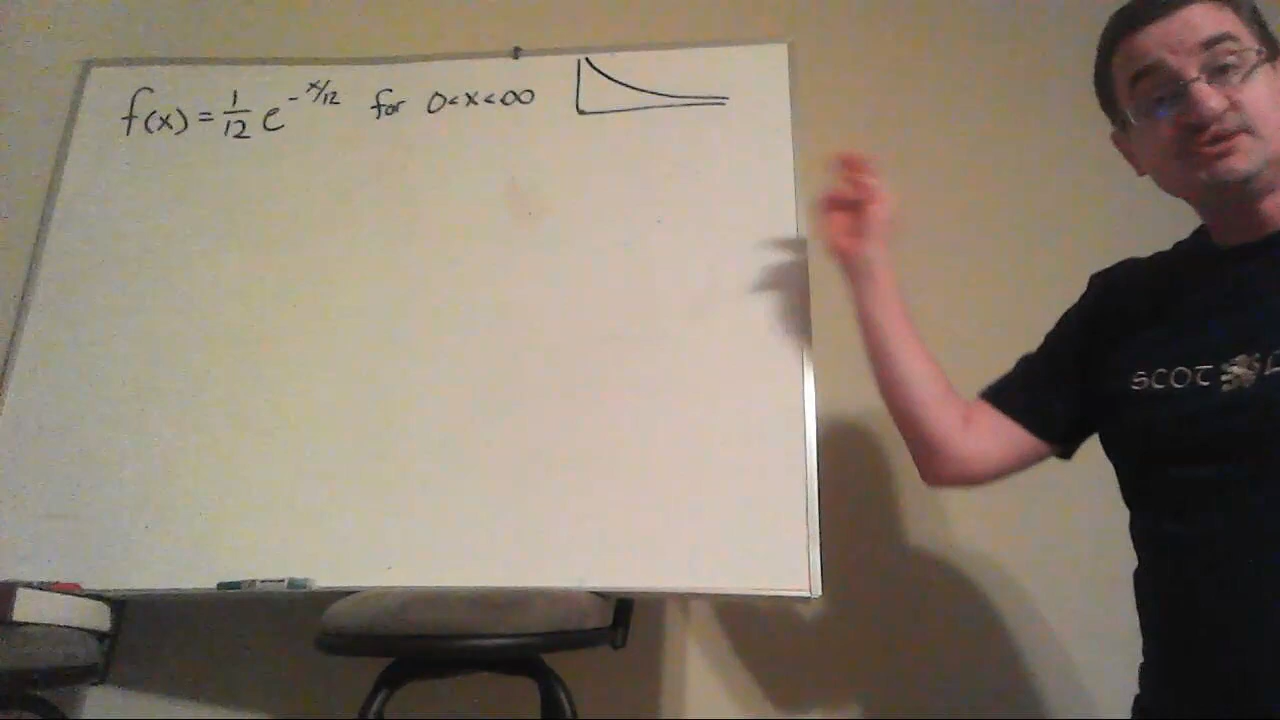 f(x) = 1/12 e^(-x/12) for 0<x<∞
SCOT